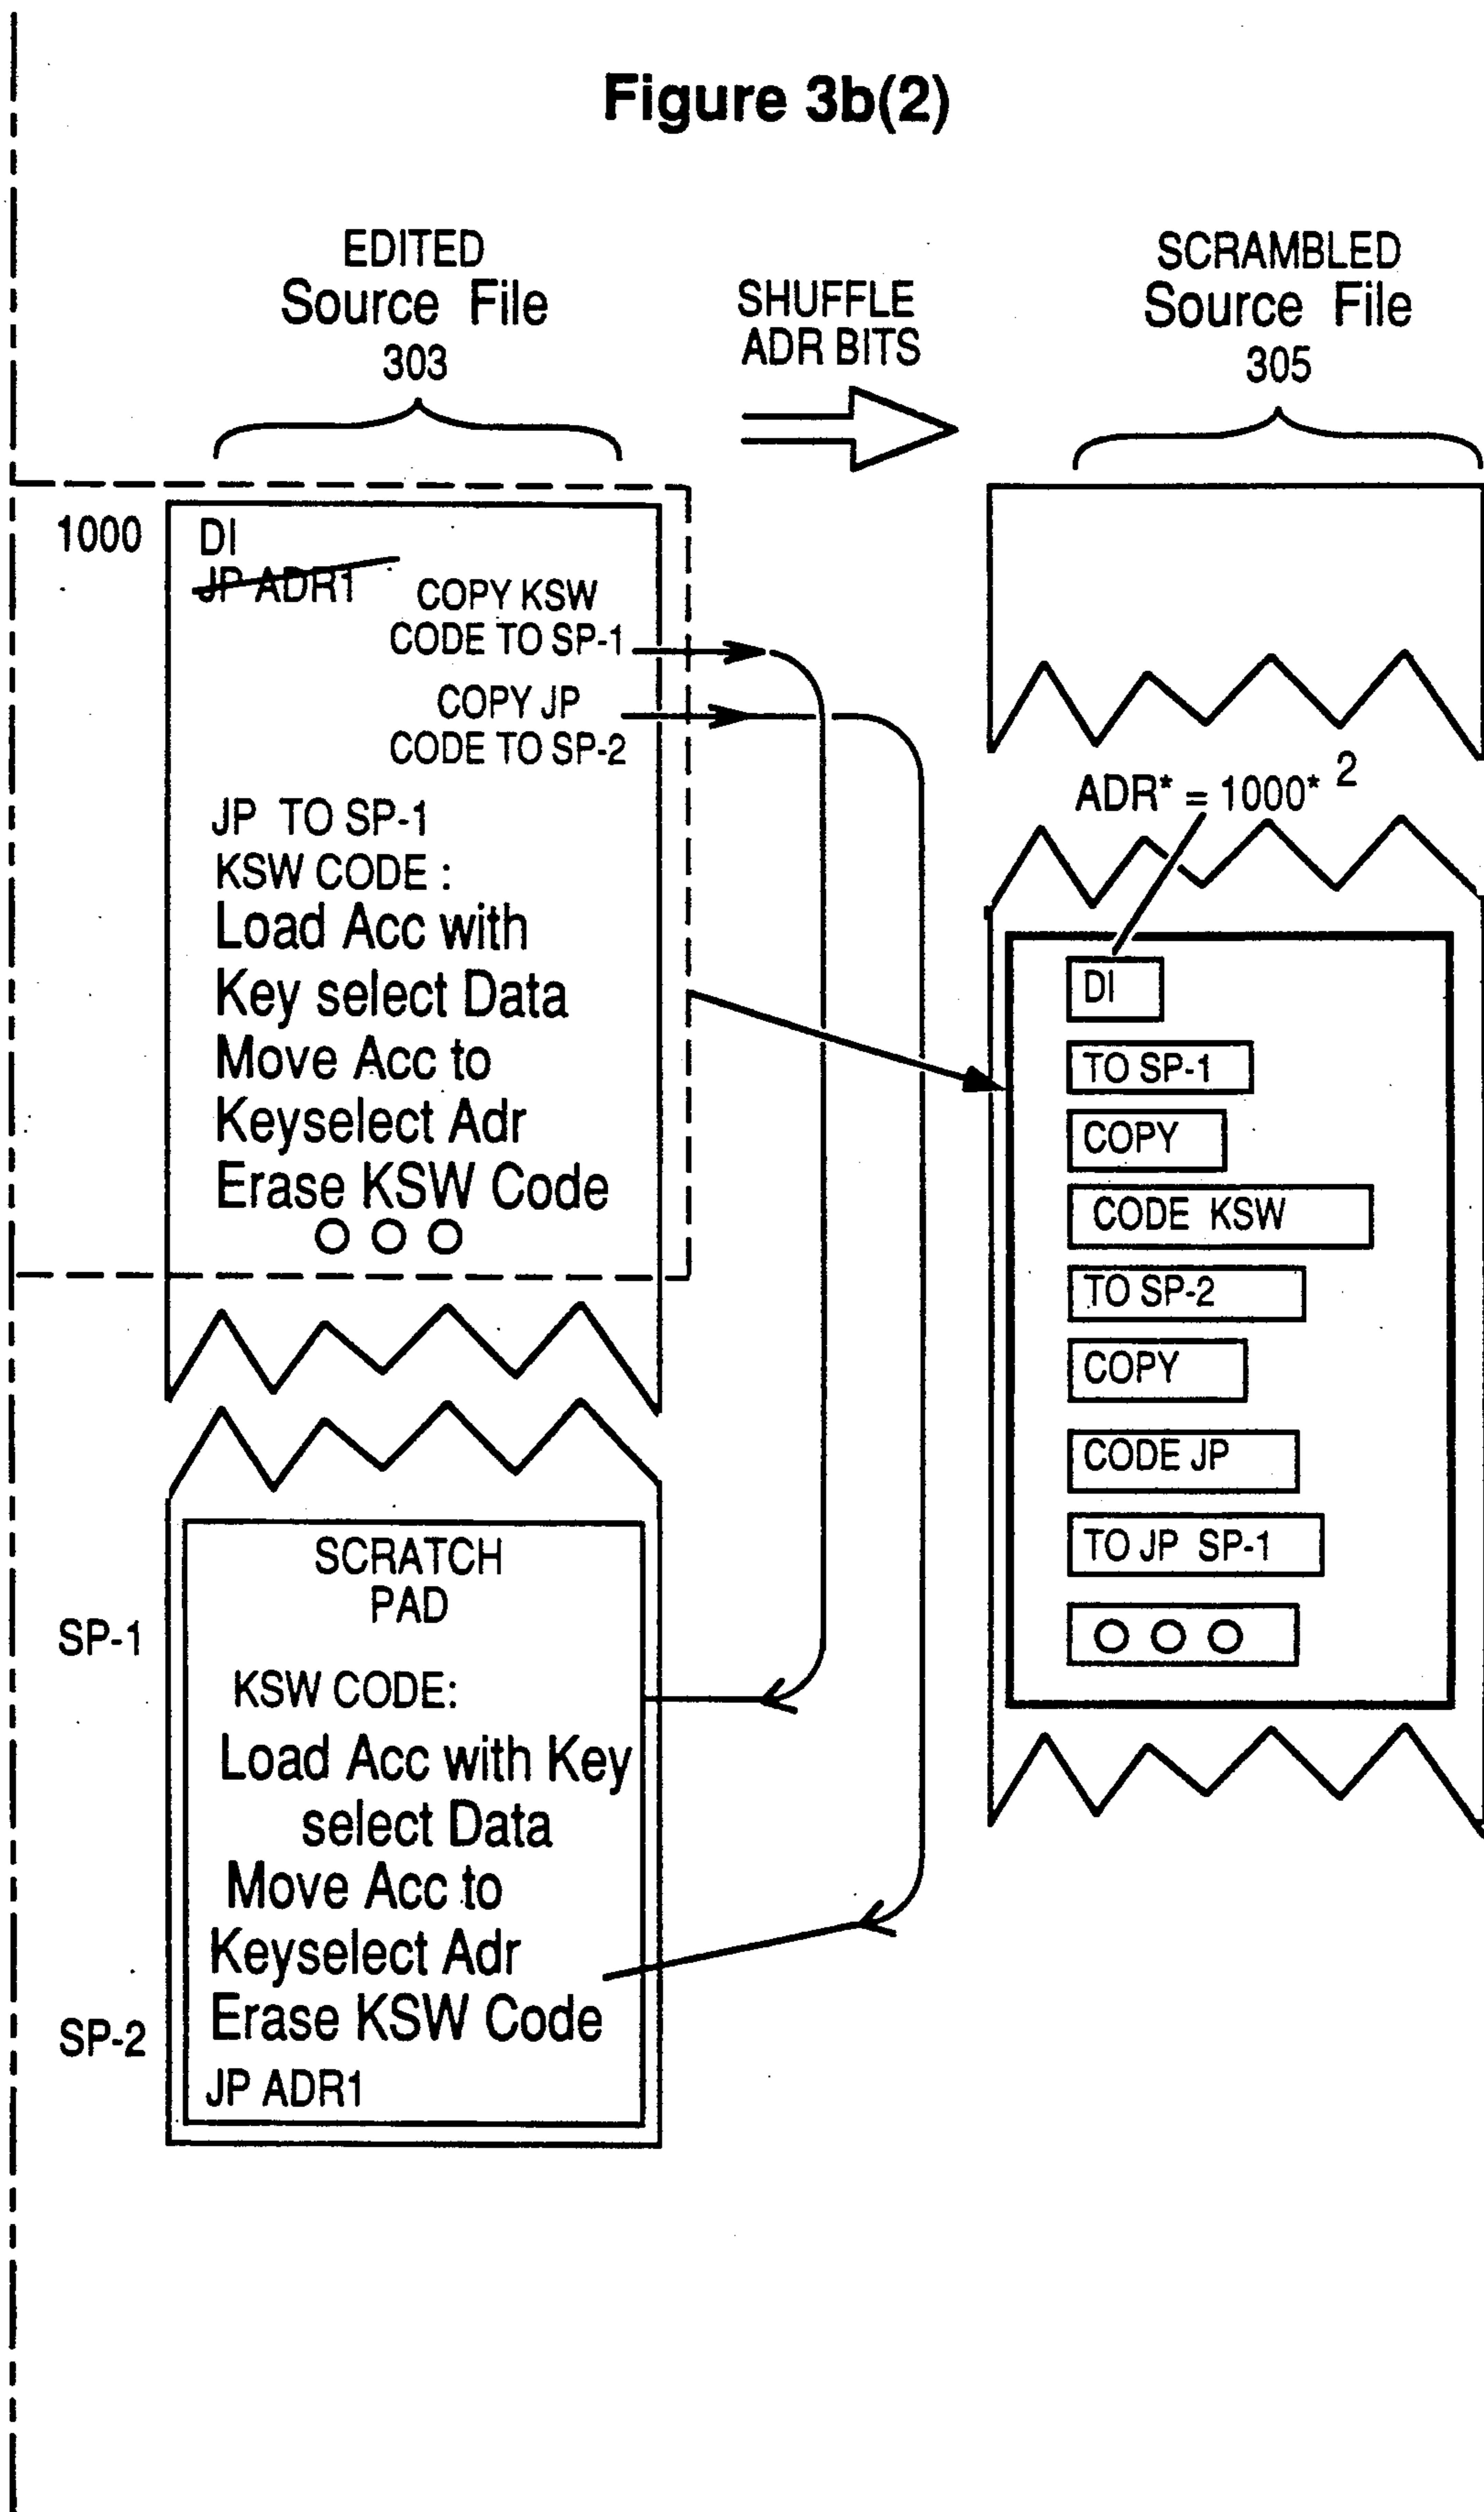 Figure 3b(2)
EDITED
Source File
303
SHUFFLE
ADR BITS
SCRAMBLED
Source File
305
1000
DI
JP ADR1
COPY KSW
CODE TO SP-1
COPY JP
CODE TO SP-2
JP TO SP-1
KSW CODE :
Load Acc with
Key select Data
Move Acc to
Keyselect Adr
Erase KSW Code
SCRATCH
PAD
SP-1
KSW CODE:
Load Acc with Key
select Data
Move Acc to
Keyselect Adr
Erase KSW Code
SP-2
JP ADR1
ADR* = 1000* 2
DI
TO SP-1
COPY
CODE KSW
TO SP-2
COPY
CODE JP
TO JP SP-1